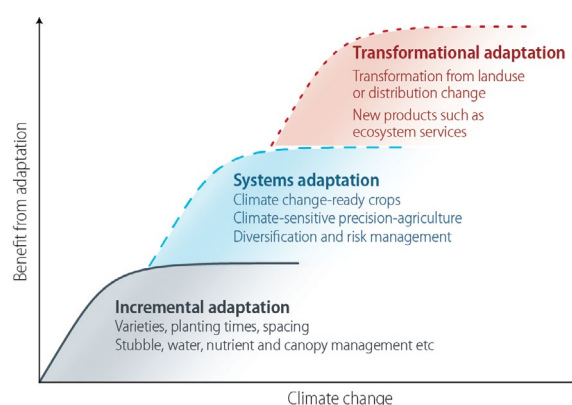 Benefit from adaptation
Transformational adaptation
Transformation from landuse
or distribution change
New products such as
ecosystem services
Systems adaptation
Climate change-ready crops
Climate-sensitive precision-agriculture
Diversification and risk management
Incremental adaptation
Varieties, planting times, spacing
Stubble, water, nutrient and canopy management etc
Climate change